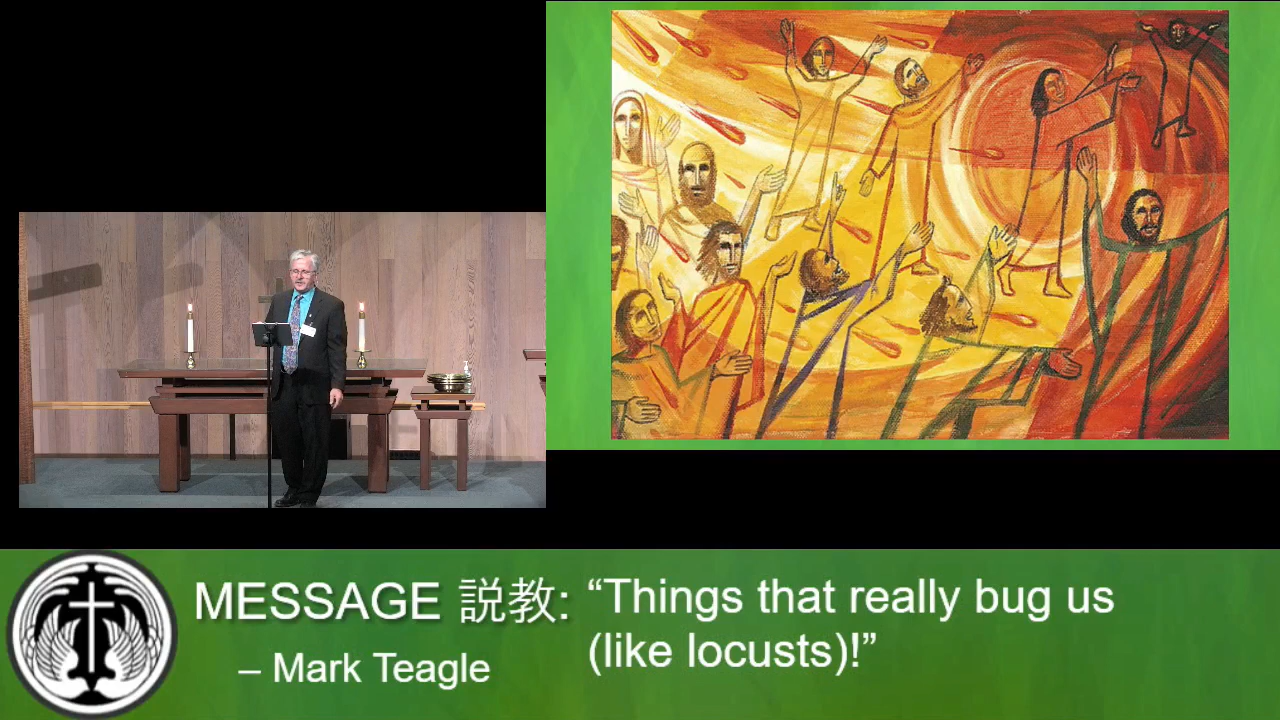 MESSAGE 説教:
– Mark Teagle
“Things that really bug us
(like locusts)!”